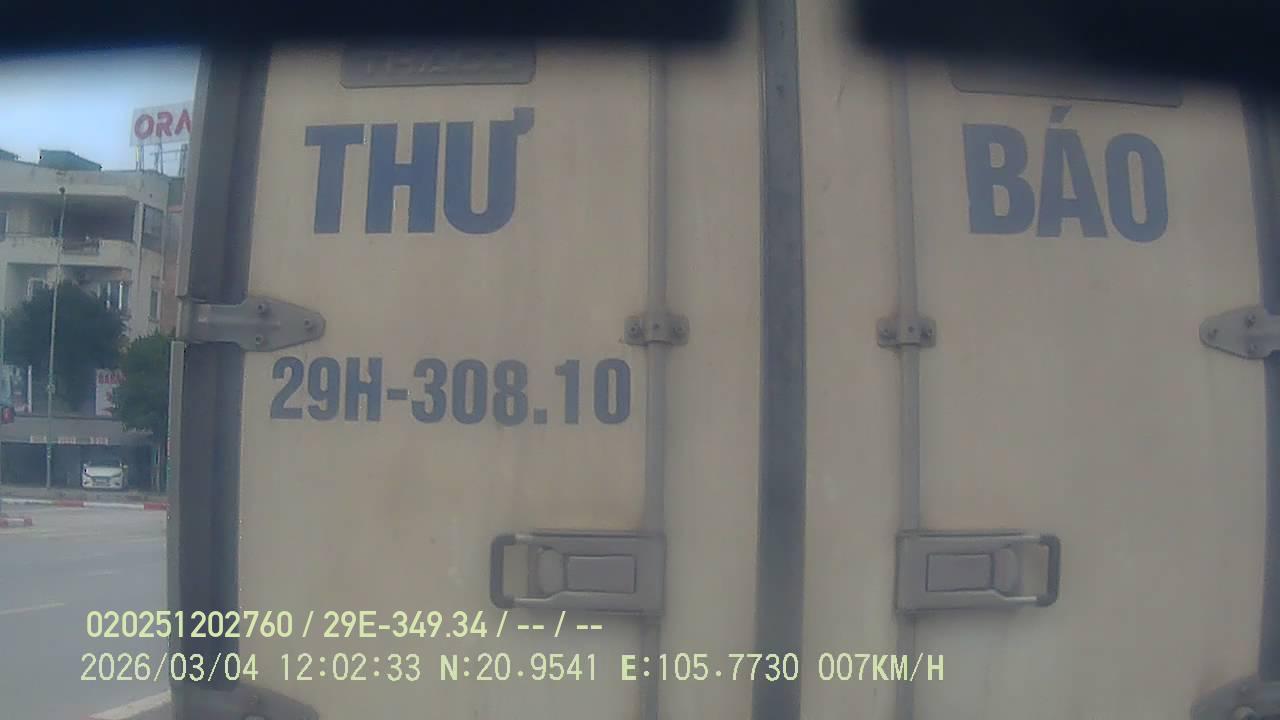 ORA
THƯ BÁO
29H-308.10
020251202760 / 29E-349.34 / -- / --
2026/03/04 12:02:33 N:20.9541 E:105.7730 007KM/H